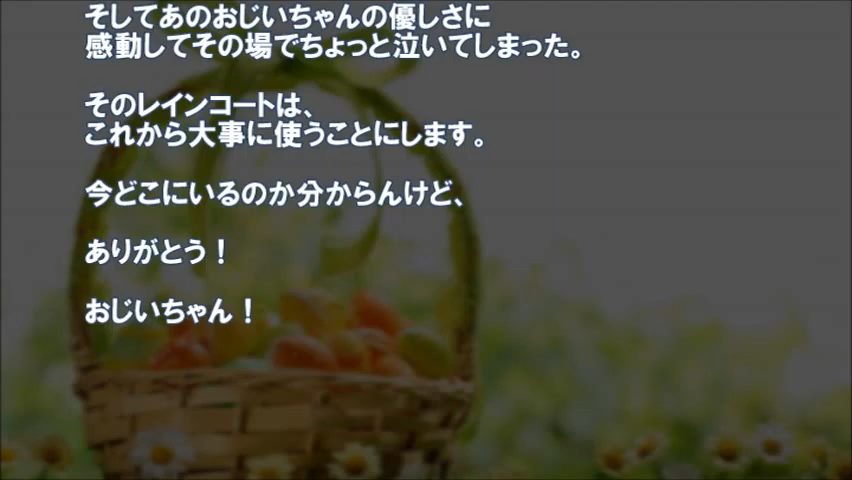 そしてあのおじいちゃんの優しさに
感動してその場でちょっと泣いてしまった。
そのレインコートは、
これから大事に使うことにします。
今どこにいるのか分からんけど、
ありがとう！
おじいちゃん！